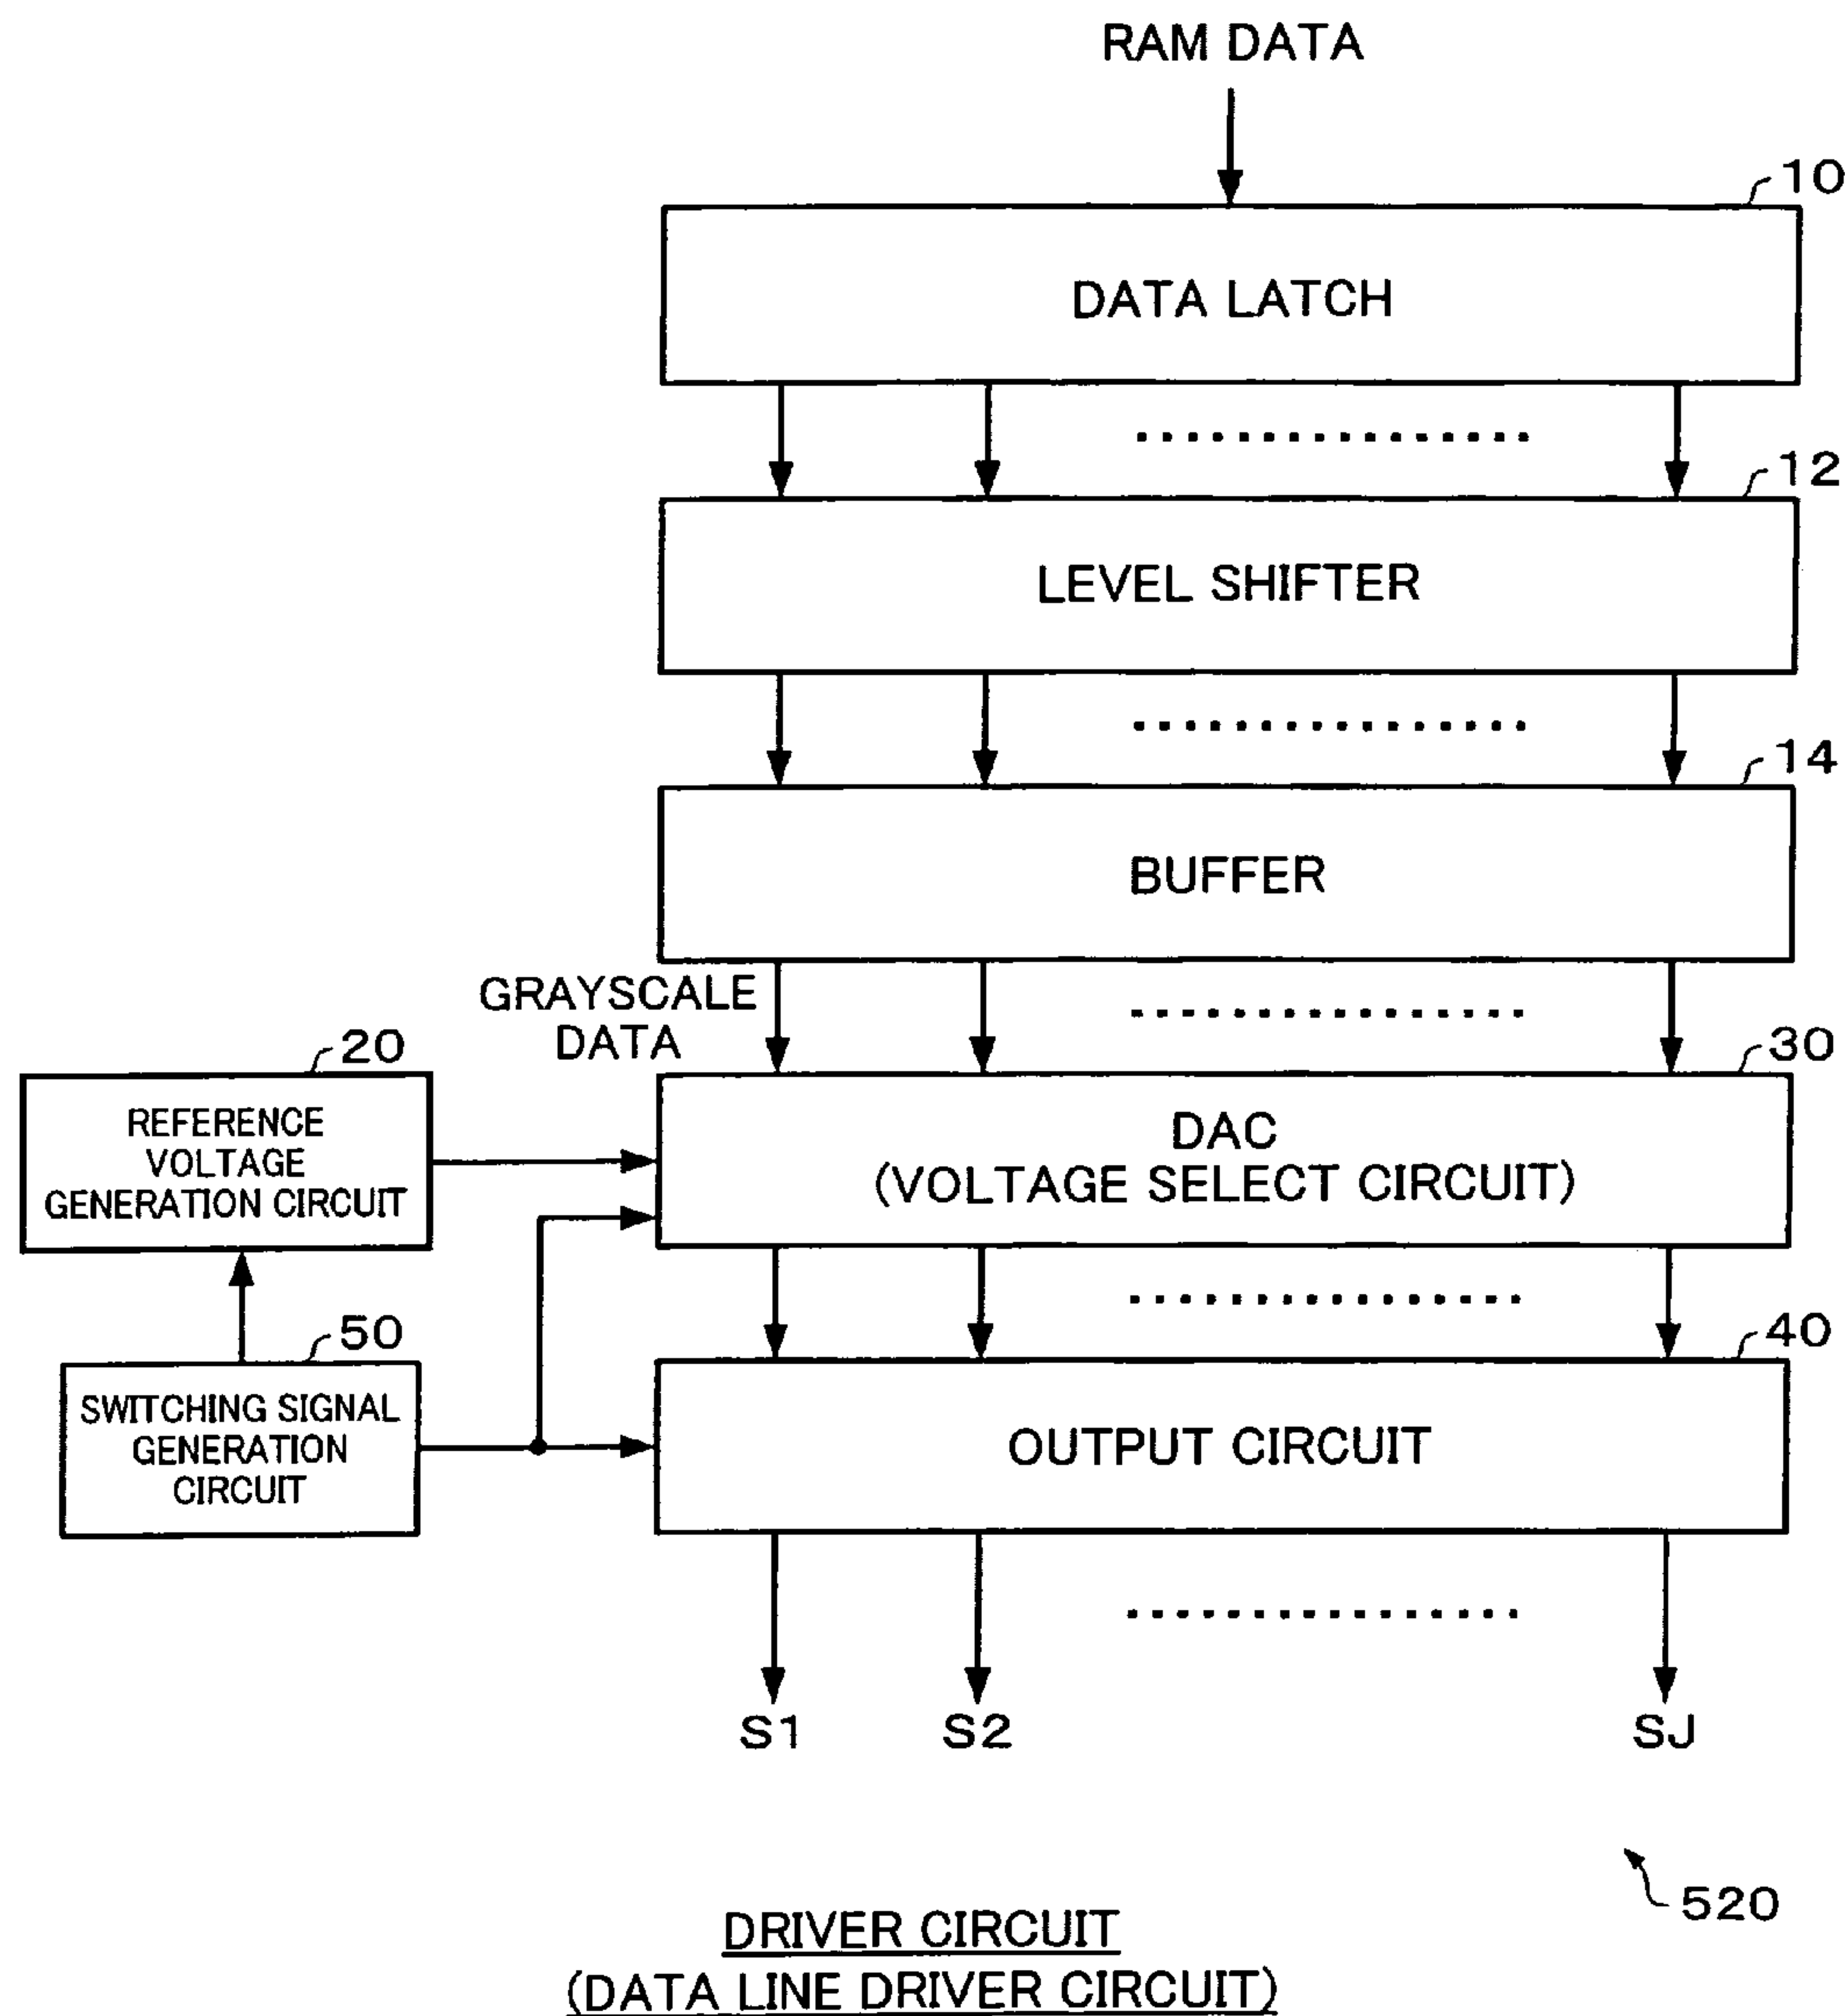 RAM DATA
10
DATA LATCH
12
LEVEL SHIFTER
14
BUFFER
GRAYSCALE
DATA
20
REFERENCE
VOLTAGE
GENERATION CIRCUIT
30
DAC
(VOLTAGE SELECT CIRCUIT)
50
SWITCHING SIGNAL
GENERATION
CIRCUIT
40
OUTPUT CIRCUIT
S1
S2
SJ
520
DRIVER CIRCUIT
(DATA LINE DRIVER CIRCUIT)